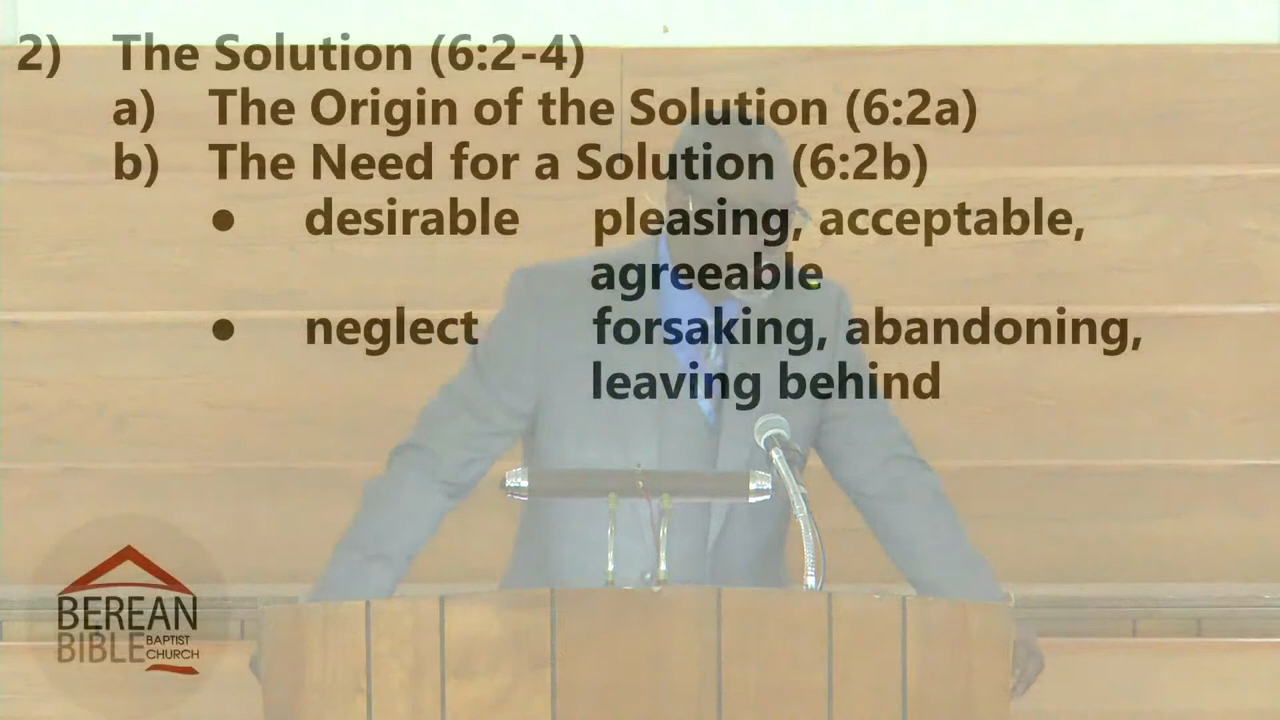 2) The Solution (6:2-4)
a) The Origin of the Solution (6:2a)
b) The Need for a Solution (6:2b)
● desirable pleasing, acceptable,
agreeable
● neglect forsaking, abandoning,
leaving behind
BEREAN
BIBLE BAPTIST
CHURCH